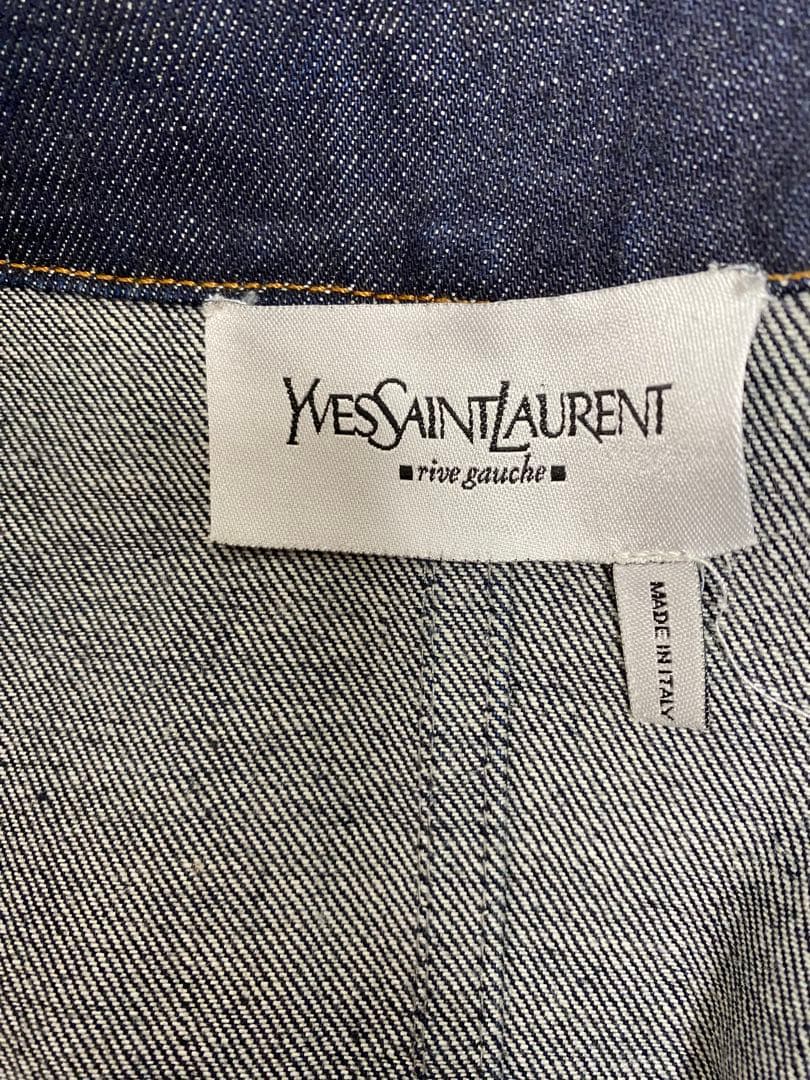 YVESSAINTLAURENT
rive gauche
MADE IN ITALY